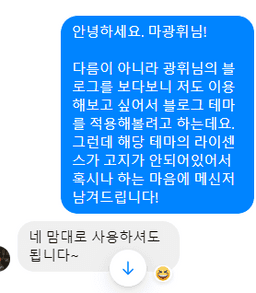 안녕하세요. 마광휘님!
다름이 아니라 광휘님의 블
로그를 보다보니 저도 이용
해보고 싶어서 블로그 테마
를 적용해볼려고 하는데요.
그런데 해당 테마의 라이센
스가 고지가 안되어있어서
혹시나 하는 마음에 메신저
남겨드립니다!
네 맘대로 사용하셔도
됩니다~